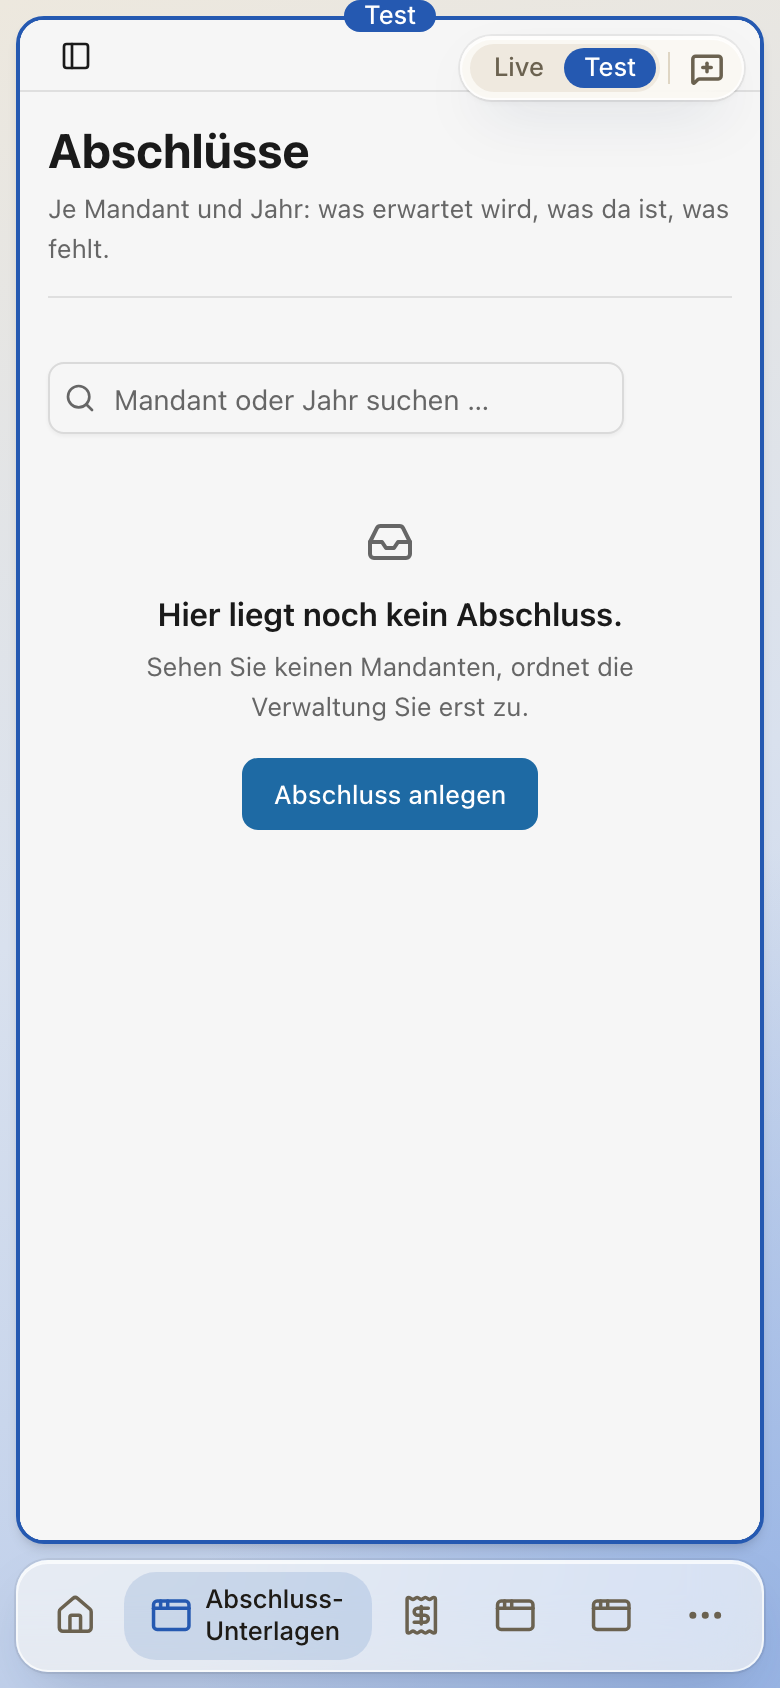 Test
Live
Test
Abschlüsse
Je Mandant und Jahr: was erwartet wird, was da ist, was
fehlt.
Mandant oder Jahr suchen ...
Hier liegt noch kein Abschluss.
Sehen Sie keinen Mandanten, ordnet die
Verwaltung Sie erst zu.
Abschluss anlegen
Abschluss-
Unterlagen